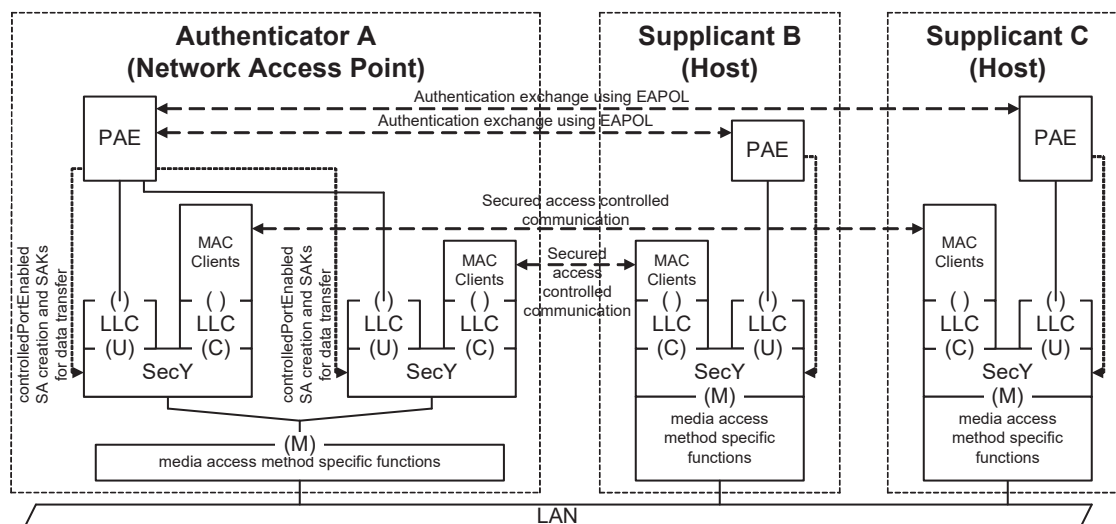 Authenticator A
(Network Access Point)
Supplicant B
(Host)
Supplicant C
(Host)
Authentication exchange using EAPOL
Authentication exchange using EAPOL
PAE
PAE
PAE
Secured access controlled
communication
Secured
access
controlled
communication
controlledPortEnabled
SA creation and SAKs
for data transfer
controlledPortEnabled
SA creation and SAKs
for data transfer
MAC
Clients
MAC
Clients
MAC
Clients
MAC
Clients
( )
LLC
(U)
( )
LLC
(C)
SecY
( )
LLC
(U)
( )
LLC
(C)
SecY
( )
LLC
(C)
( )
LLC
(U)
SecY
( )
LLC
(C)
( )
LLC
(U)
SecY
(M)
media access method specific functions
(M)
media access
method specific
functions
(M)
media access
method specific
functions
LAN